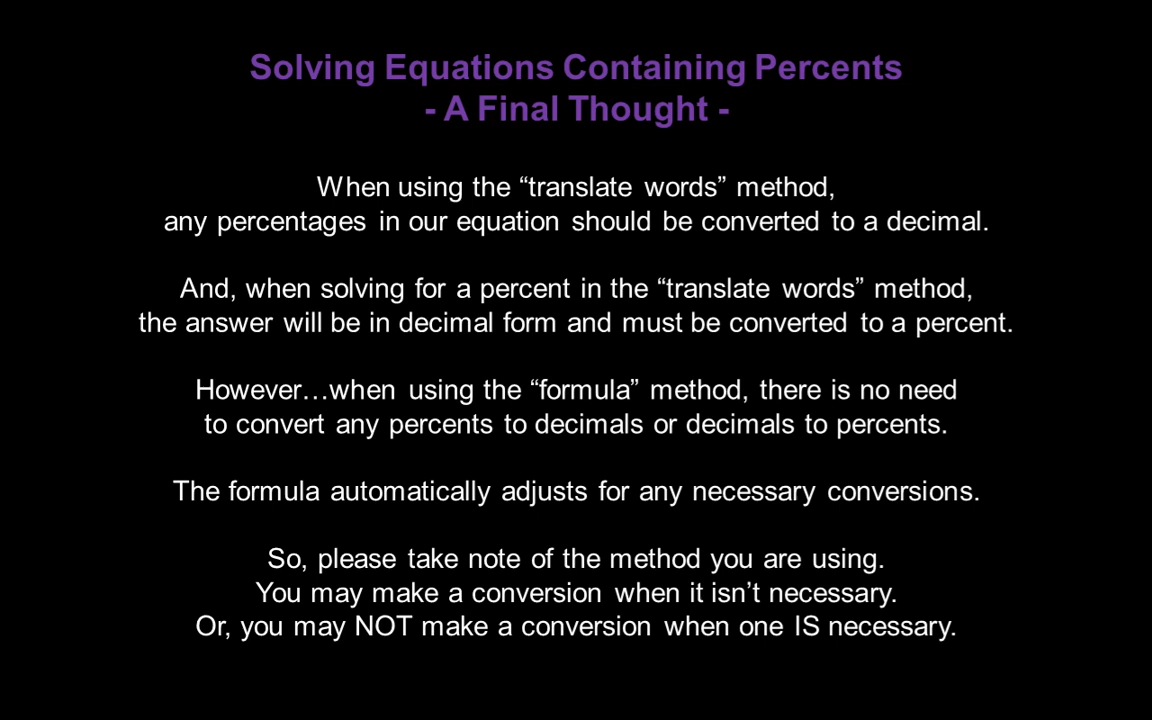 Solving Equations Containing Percents
- A Final Thought -
When using the “translate words” method,
any percentages in our equation should be converted to a decimal.
And, when solving for a percent in the “translate words” method,
the answer will be in decimal form and must be converted to a percent.
However…when using the “formula” method, there is no need
to convert any percents to decimals or decimals to percents.
The formula automatically adjusts for any necessary conversions.
So, please take note of the method you are using.
You may make a conversion when it isn’t necessary.
Or, you may NOT make a conversion when one IS necessary.